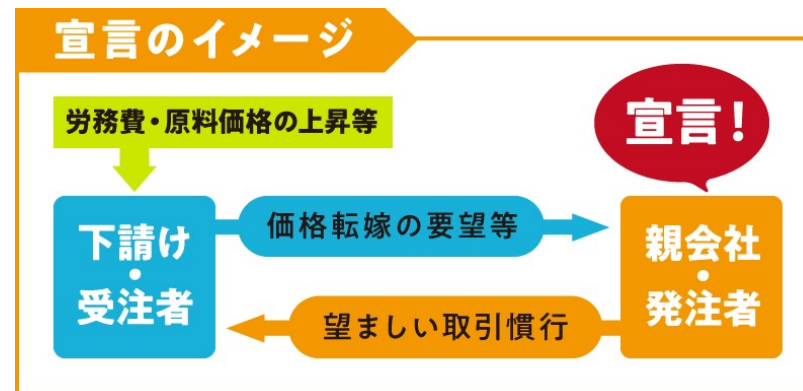 宣言のイメージ
労務費・原料価格の上昇等
宣言！
下請け
・
受注者
価格転嫁の要望等
親会社
・
発注者
望ましい取引慣行